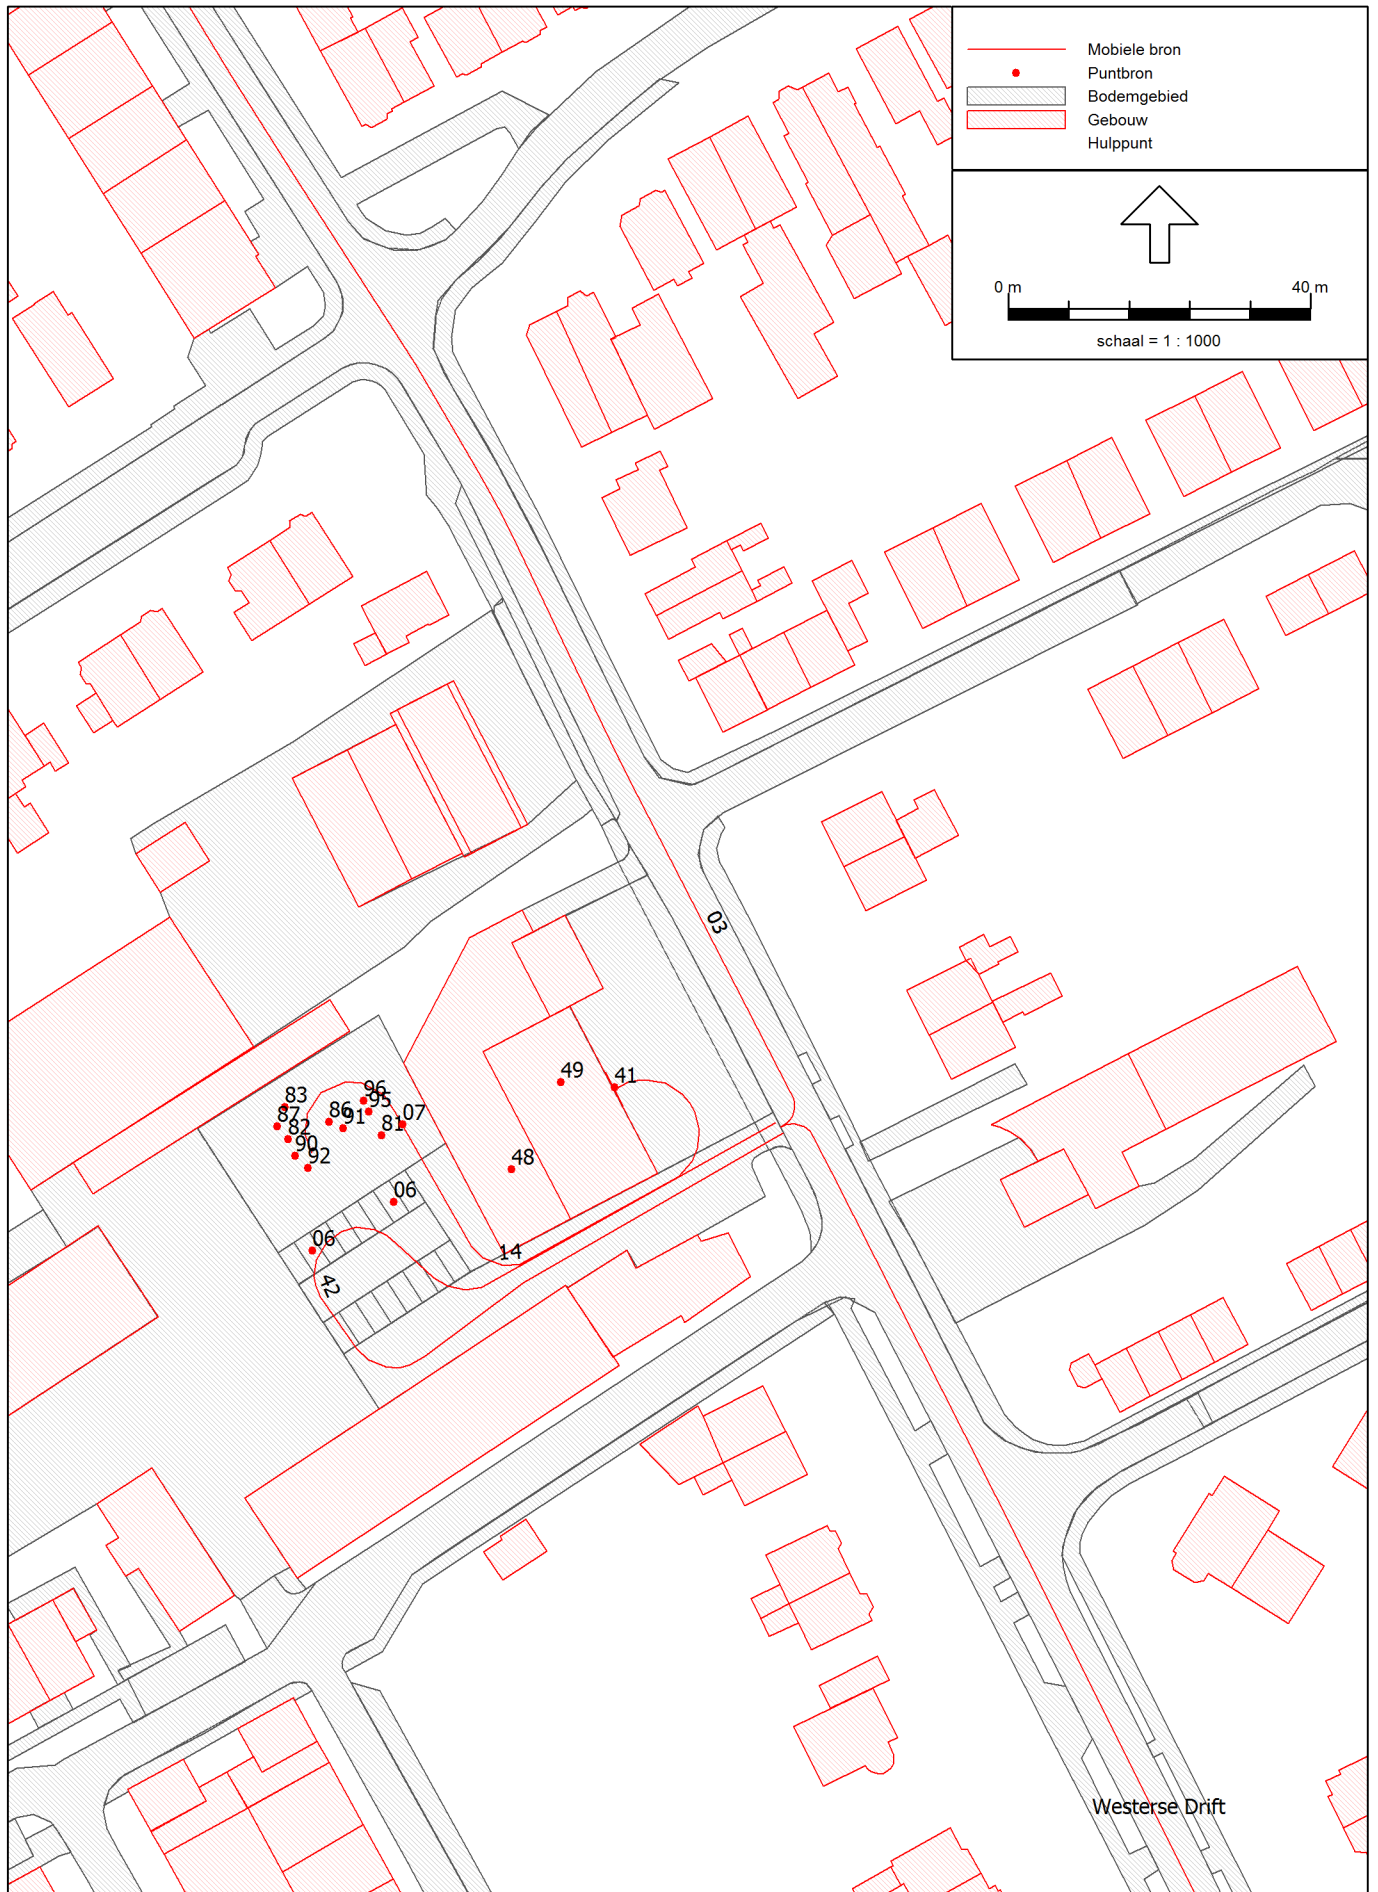 Mobiele bron
Puntbron
Bodemgebied
Gebouw
Hulppunt
0 m 40 m
schaal = 1 : 1000
03
49
41
96
95
83
86
91
07
87
82
81
90
92
48
06
06
14
42
Westerse Drift